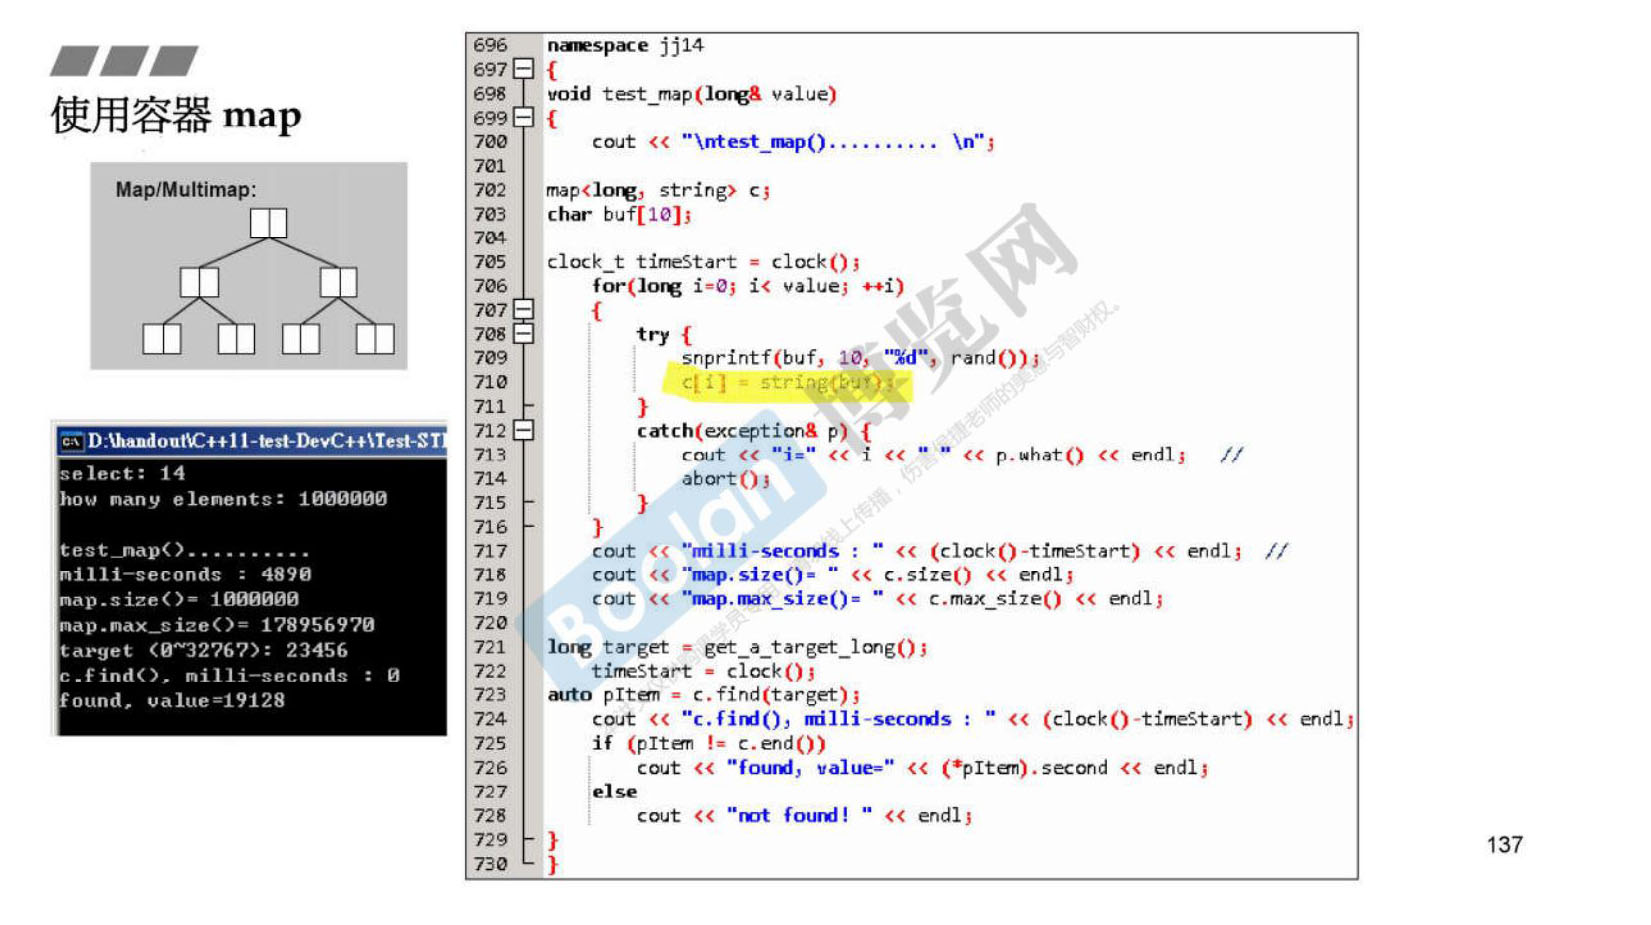 使用容器 map
Map/Multimap:
D:\handout\C++11-test-DevC++\Test-STL
select: 14
how many elements: 1000000
test_map()..........
milli-seconds : 4890
map.size()= 1000000
map.max_size()= 178956970
target (0~32767): 23456
c.find(), milli-seconds : 0
found, value=19128
696 namespace jj14
697 {
698 void test_map(long& value)
699 {
700 cout << "\ntest_map().......... \n";
701
702 map<long, string> c;
703 char buf[10];
704
705 clock_t timeStart = clock();
706 for(long i=0; i< value; ++i)
707 {
708 try {
709 snprintf(buf, 10, "%d", rand());
710 c[i] = string(buf);
711 }
712 catch(exception& p) {
713 cout << "i=" << i << " " << p.what() << endl; //
714 abort();
715 }
716 }
717 cout << "milli-seconds : " << (clock()-timeStart) << endl; //
718 cout << "map.size()= " << c.size() << endl;
719 cout << "map.max_size()= " << c.max_size() << endl;
720
721 long target = get_a_target_long();
722 timeStart = clock();
723 auto pItem = c.find(target);
724 cout << "c.find(), milli-seconds : " << (clock()-timeStart) << endl;
725 if (pItem != c.end())
726 cout << "found, value=" << (*pItem).second << endl;
727 else
728 cout << "not found! " << endl;
729 }
730 }
Boolan
博览网
137